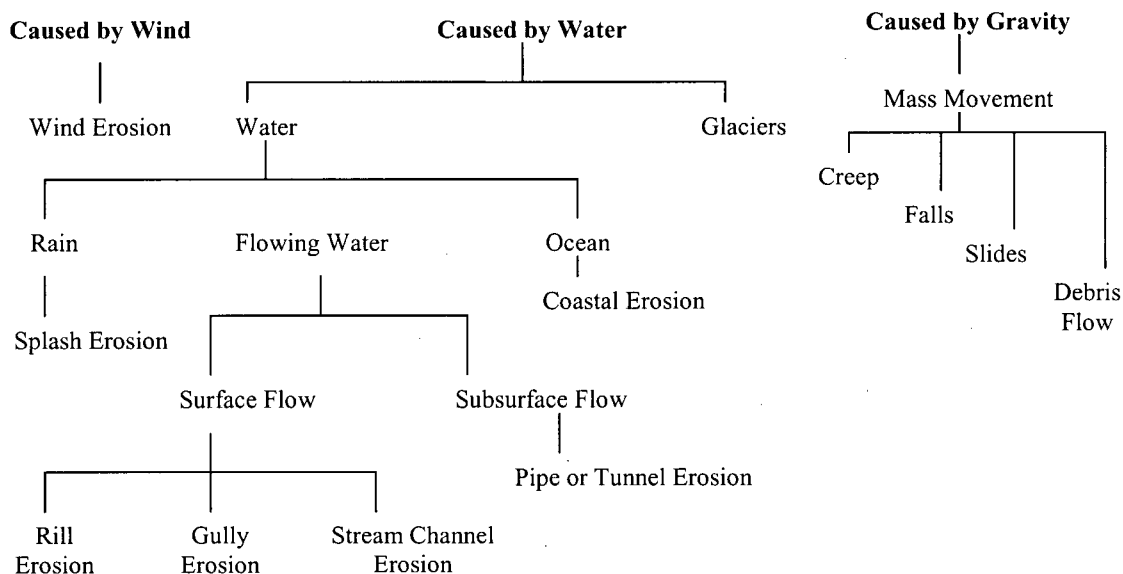 Caused by Wind
Caused by Water
Caused by Gravity
Wind Erosion
Water
Glaciers
Mass Movement
Creep
Falls
Slides
Debris
Flow
Rain
Flowing Water
Ocean
Splash Erosion
Coastal Erosion
Surface Flow
Subsurface Flow
Pipe or Tunnel Erosion
Rill
Erosion
Gully
Erosion
Stream Channel
Erosion